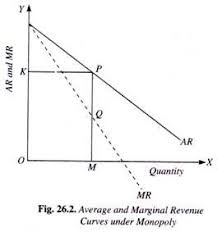 Y
AR and MR
K
P
Q
AR
O
M
Quantity
X
MR
Fig. 26.2. Average and Marginal Revenue
Curves under Monopoly